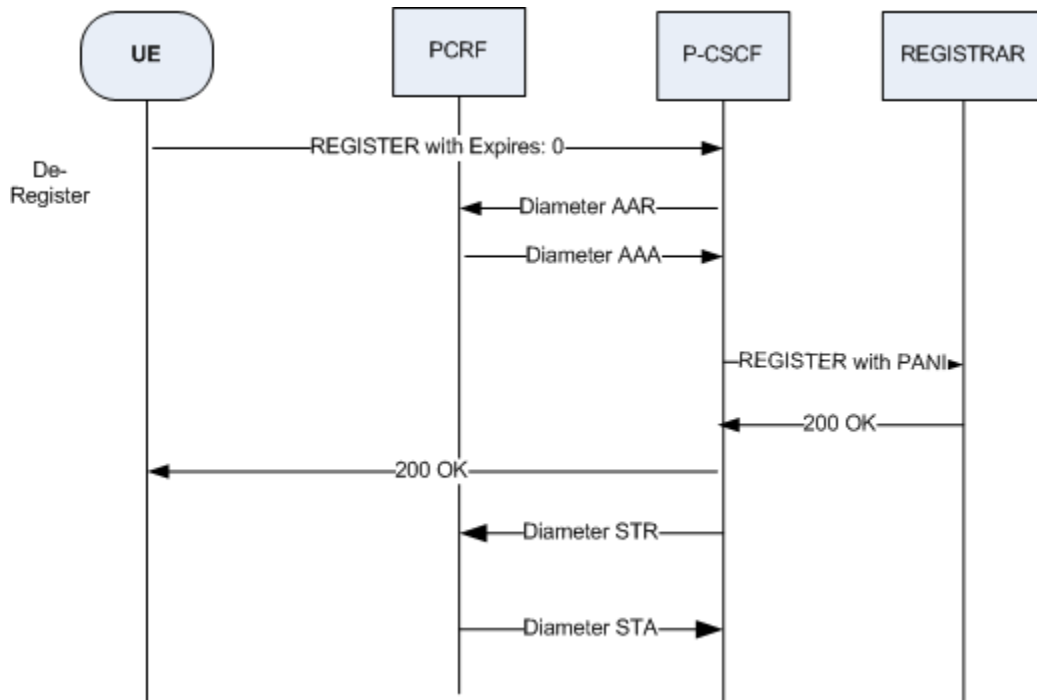 UE
PCRF
P-CSCF
REGISTRAR
REGISTER with Expires: 0
De-
Register
Diameter AAR
Diameter AAA
REGISTER with PANI
200 OK
200 OK
Diameter STR
Diameter STA